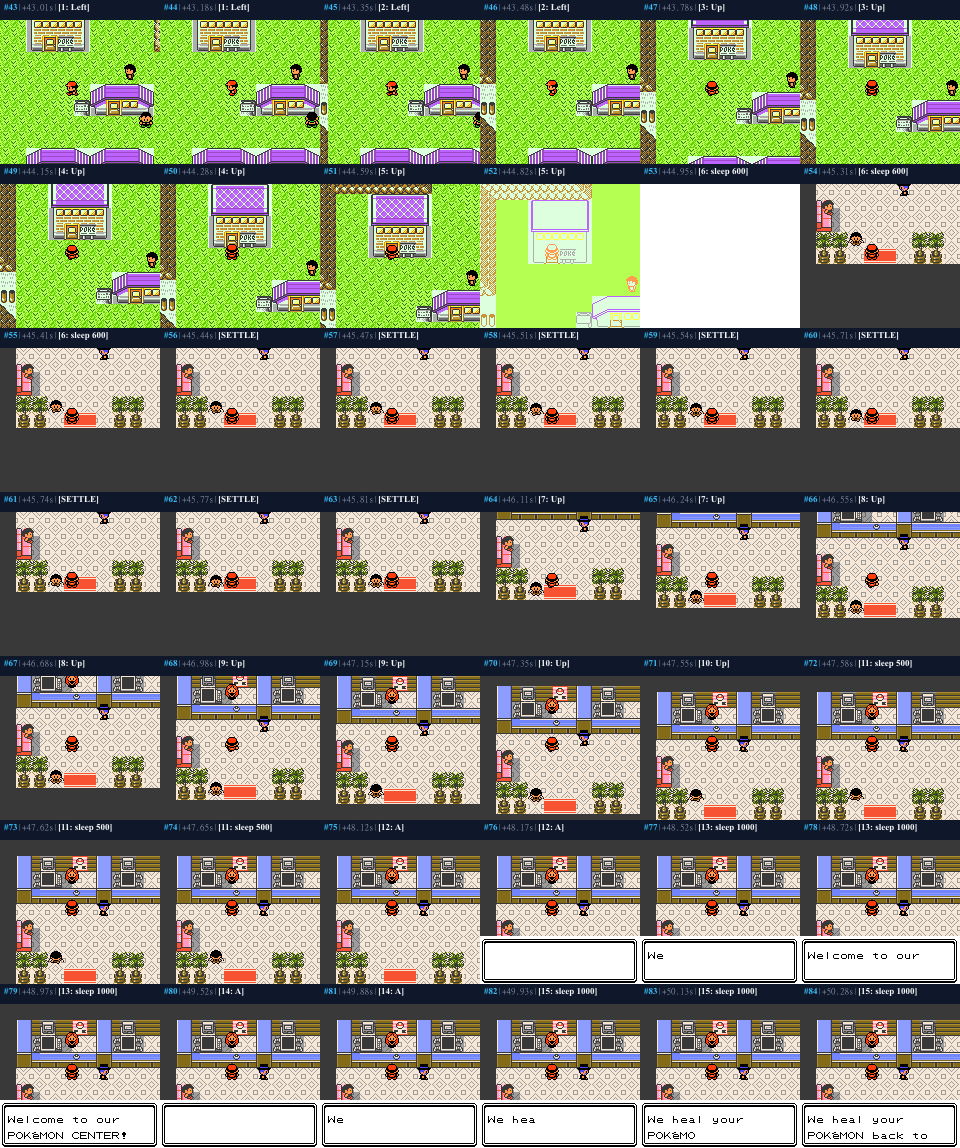 #43|+43.01s|[1: Left]
#44|+43.18s|[1: Left]
#45|+43.35s|[2: Left]
#46|+43.48s|[2: Left]
#47|+43.78s|[3: Up]
#48|+43.92s|[3: Up]
POKé
POKé
POKé
POKé
POKé
POKé
#49|+44.15s|[4: Up]
#50|+44.28s|[4: Up]
#51|+44.59s|[5: Up]
#52|+44.82s|[5: Up]
#53|+44.95s|[6: sleep 600]
#54|+45.31s|[6: sleep 600]
POKé
POKé
POKé
POKé
#55|+45.41s|[6: sleep 600]
#56|+45.44s|[SETTLE]
#57|+45.47s|[SETTLE]
#58|+45.51s|[SETTLE]
#59|+45.54s|[SETTLE]
#60|+45.71s|[SETTLE]
#61|+45.74s|[SETTLE]
#62|+45.77s|[SETTLE]
#63|+45.81s|[SETTLE]
#64|+46.11s|[7: Up]
#65|+46.24s|[7: Up]
#66|+46.55s|[8: Up]
#67|+46.68s|[8: Up]
#68|+46.98s|[9: Up]
#69|+47.15s|[9: Up]
#70|+47.35s|[10: Up]
#71|+47.55s|[10: Up]
#72|+47.58s|[11: sleep 500]
#73|+47.62s|[11: sleep 500]
#74|+47.65s|[11: sleep 500]
#75|+48.12s|[12: A]
#76|+48.17s|[12: A]
#77|+48.52s|[13: sleep 1000]
#78|+48.72s|[13: sleep 1000]
We
Welcome to our
#79|+48.97s|[13: sleep 1000]
#80|+49.52s|[14: A]
#81|+49.88s|[14: A]
#82|+49.93s|[15: sleep 1000]
#83|+50.13s|[15: sleep 1000]
#84|+50.28s|[15: sleep 1000]
Welcome to our
POKéMON CENTER!
We
We hea
We heal your
POKéMO
We heal your
POKéMON back to